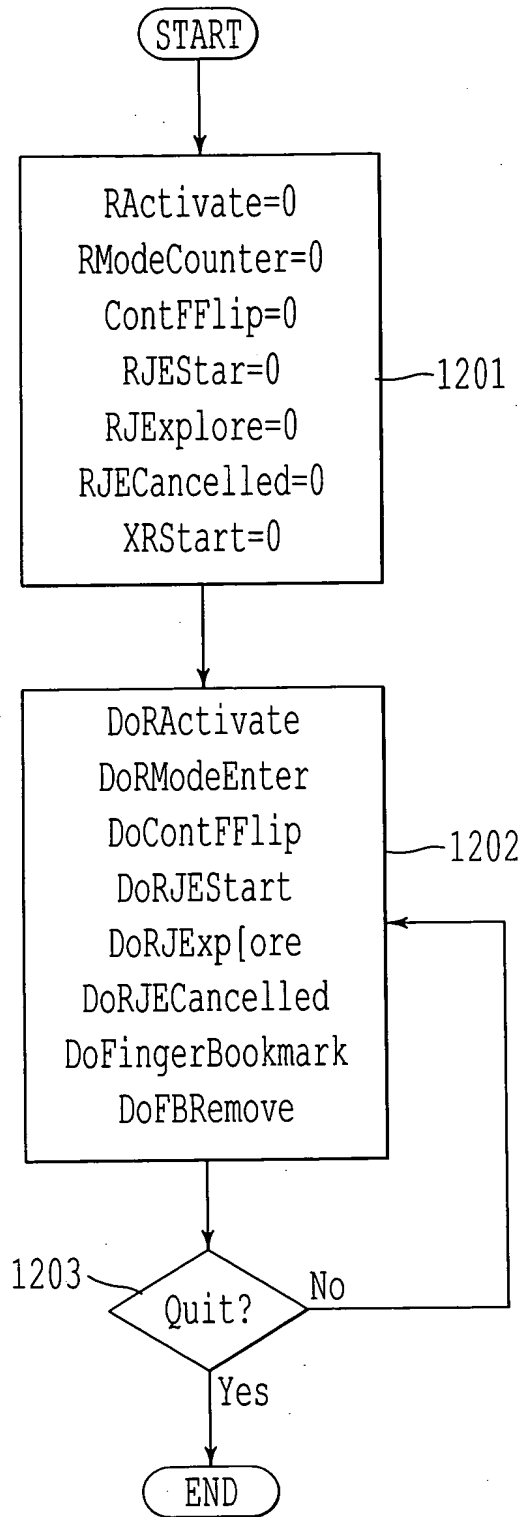 START
RActivate=0
RModeCounter=0
ContFFlip=0
RJEStar=0
RJExplore=0
RJECancelled=0
XRStart=0
1201
DoRActivate
DoRModeEnter
DoContFFlip
DoRJEStart
DoRJExp[ore
DoRJECancelled
DoFingerBookmark
DoFBRemove
1202
1203
Quit?
No
Yes
END